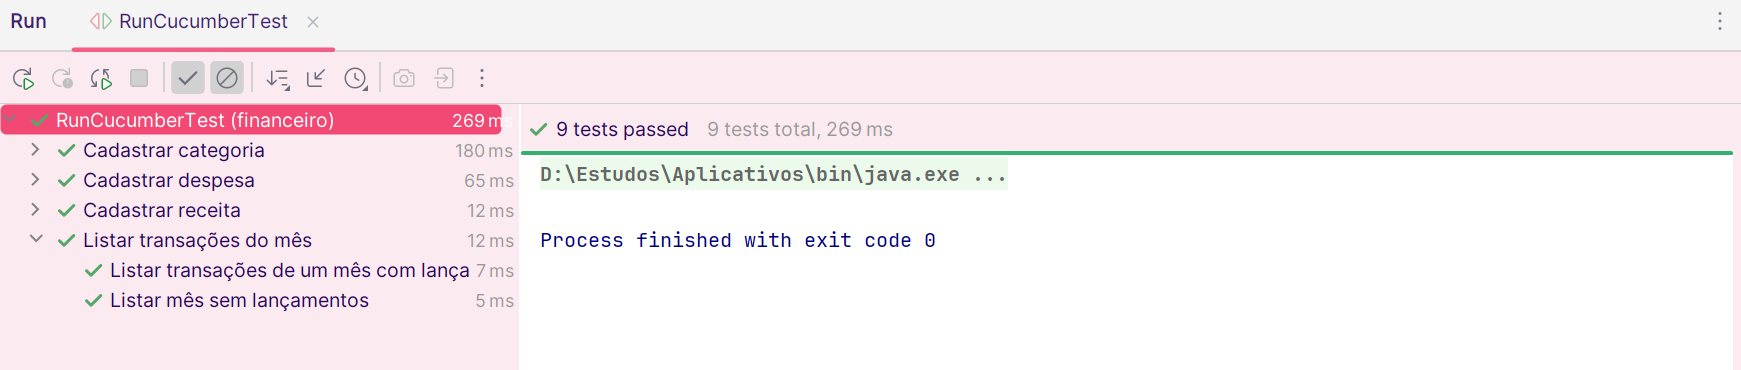 Run RunCucumberTest
RunCucumberTest (financeiro) 269 ms
Cadastrar categoria 180 ms
Cadastrar despesa 65 ms
Cadastrar receita 12 ms
Listar transações do mês 12 ms
Listar transações de um mês com lança 7 ms
Listar mês sem lançamentos 5 ms
9 tests passed 9 tests total, 269 ms
D:\Estudos\Aplicativos\bin\java.exe ...
Process finished with exit code 0